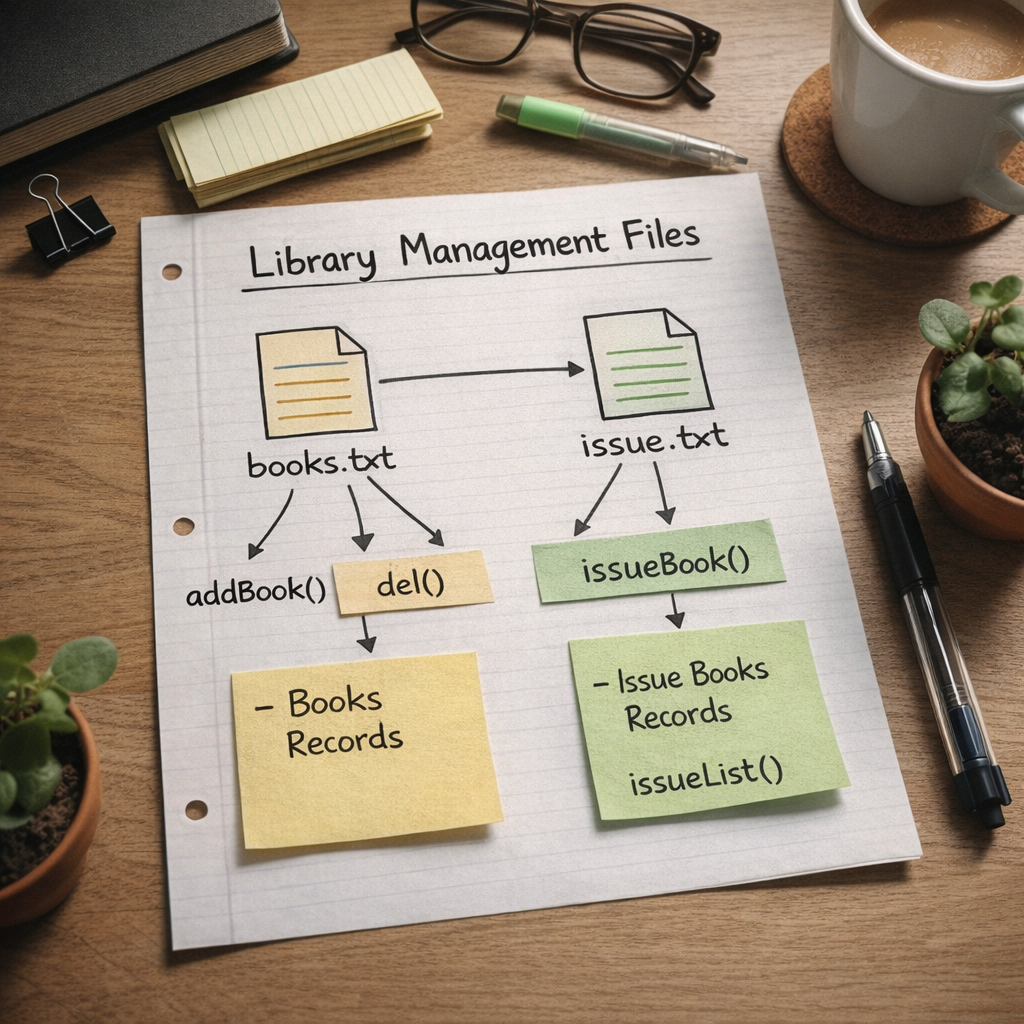 Library Management Files
books.txt
issue.txt
addBook()
del()
issueBook()
- Books
Records
- Issue Books
Records
issueList()